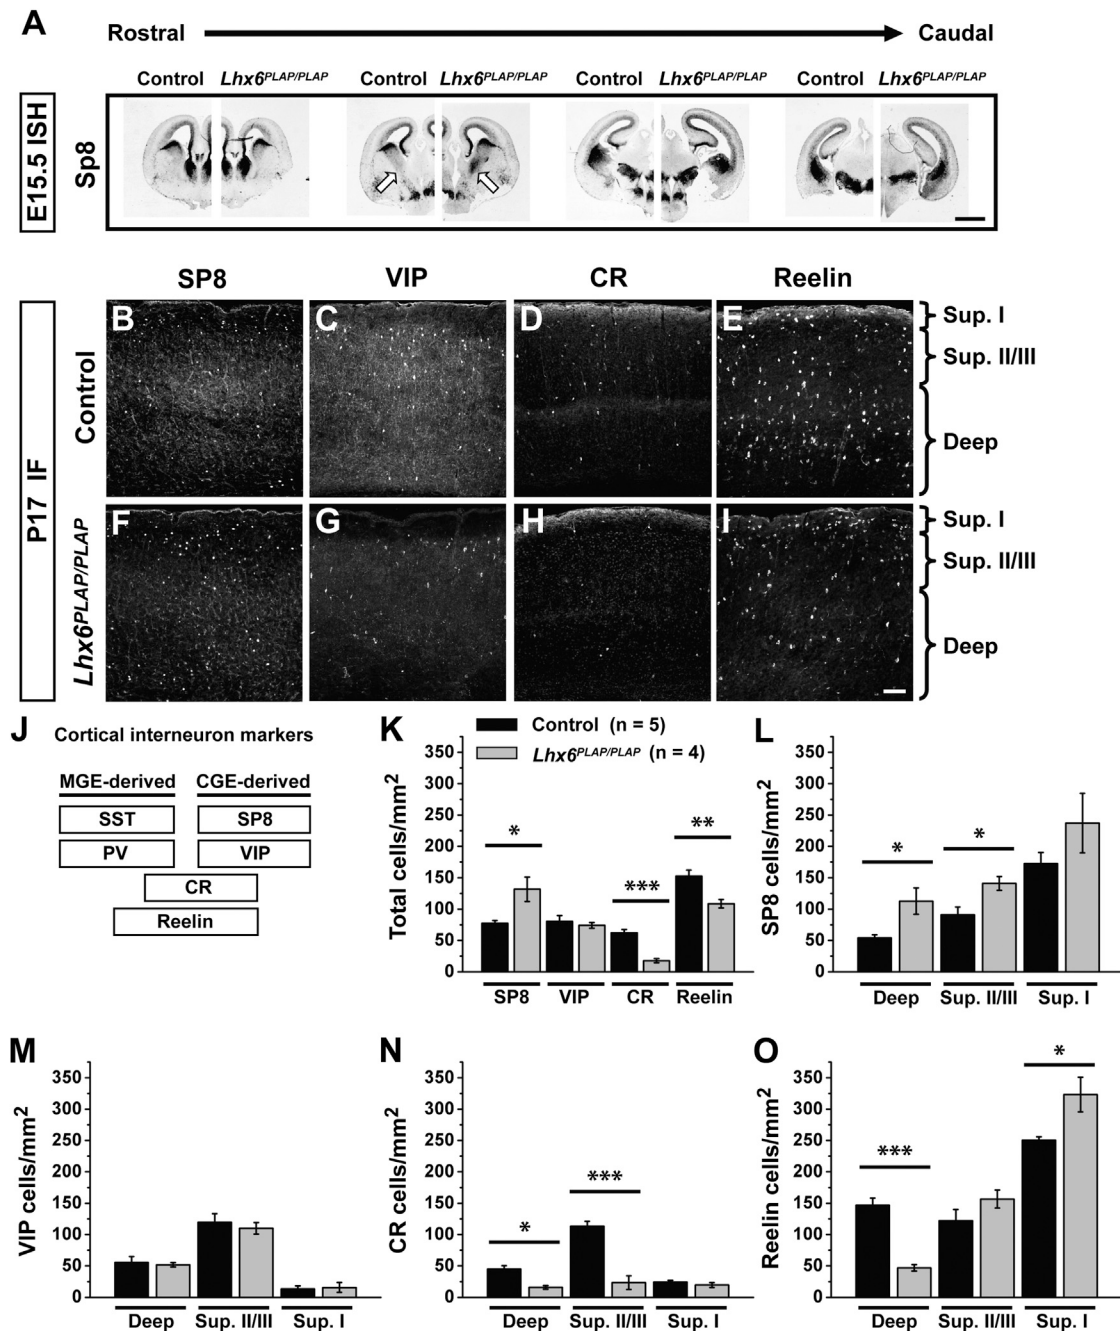 A
Rostral Caudal
Control Lhx6PLAP/PLAP Control Lhx6PLAP/PLAP Control Lhx6PLAP/PLAP Control Lhx6PLAP/PLAP
E15.5 ISH
Sp8
SP8 VIP CR Reelin
P17 IF
Control
B C D E
Sup. I
Sup. II/III
Deep
Lhx6PLAP/PLAP
F G H I
Sup. I
Sup. II/III
Deep
J
Cortical interneuron markers
MGE-derived CGE-derived
SST SP8
PV VIP
CR
Reelin
K
Control (n = 5)
Lhx6PLAP/PLAP (n = 4)
Total cells/mm2
350
300
250
200
150
100
50
0
* *** **
SP8 VIP CR Reelin
L
SP8 cells/mm2
350
300
250
200
150
100
50
0
* *
Deep Sup. II/III Sup. I
M
VIP cells/mm2
350
300
250
200
150
100
50
0
Deep Sup. II/III Sup. I
N
CR cells/mm2
350
300
250
200
150
100
50
0
* ***
Deep Sup. II/III Sup. I
O
Reelin cells/mm2
350
300
250
200
150
100
50
0
*** *
Deep Sup. II/III Sup. I